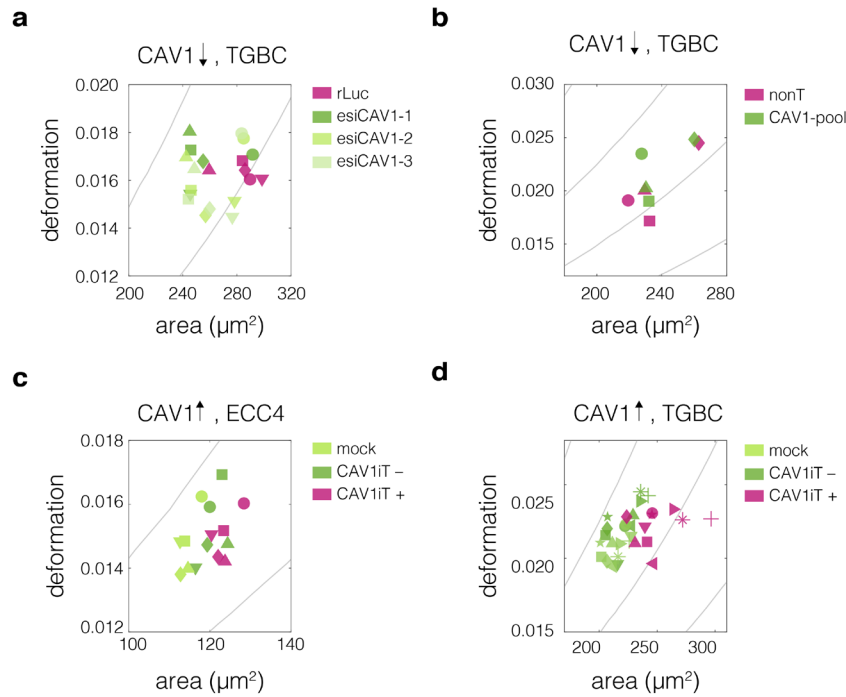 a
CAV1↓, TGBC
0.020
0.018
0.016
0.014
0.012
200
240
280
320
deformation
area (µm²)
rLuc
esiCAV1-1
esiCAV1-2
esiCAV1-3
b
CAV1↓, TGBC
0.030
0.025
0.020
0.015
200
240
280
deformation
area (µm²)
nonT
CAV1-pool
c
CAV1↑, ECC4
0.018
0.016
0.014
0.012
100
120
140
deformation
area (µm²)
mock
CAV1iT –
CAV1iT +
d
CAV1↑, TGBC
0.025
0.020
0.015
200
250
300
deformation
area (µm²)
mock
CAV1iT –
CAV1iT +